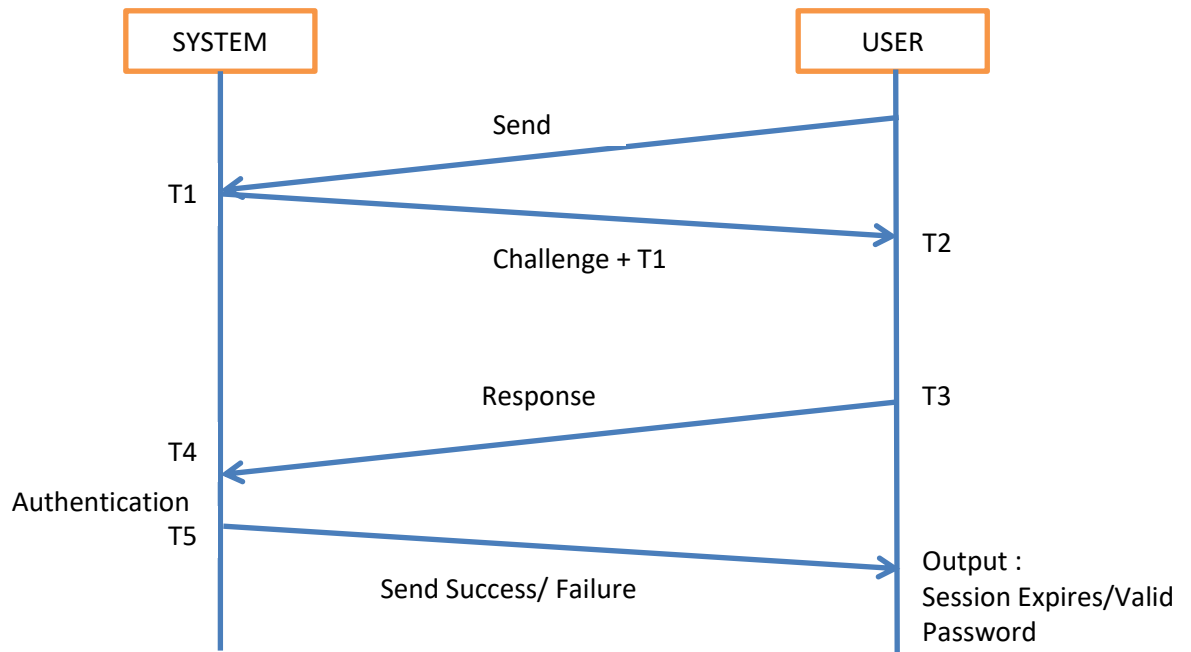 SYSTEM
USER
Send
T1
T2
Challenge + T1
Response
T3
T4
Authentication
T5
Output :
Send Success/ Failure
Session Expires/Valid
Password